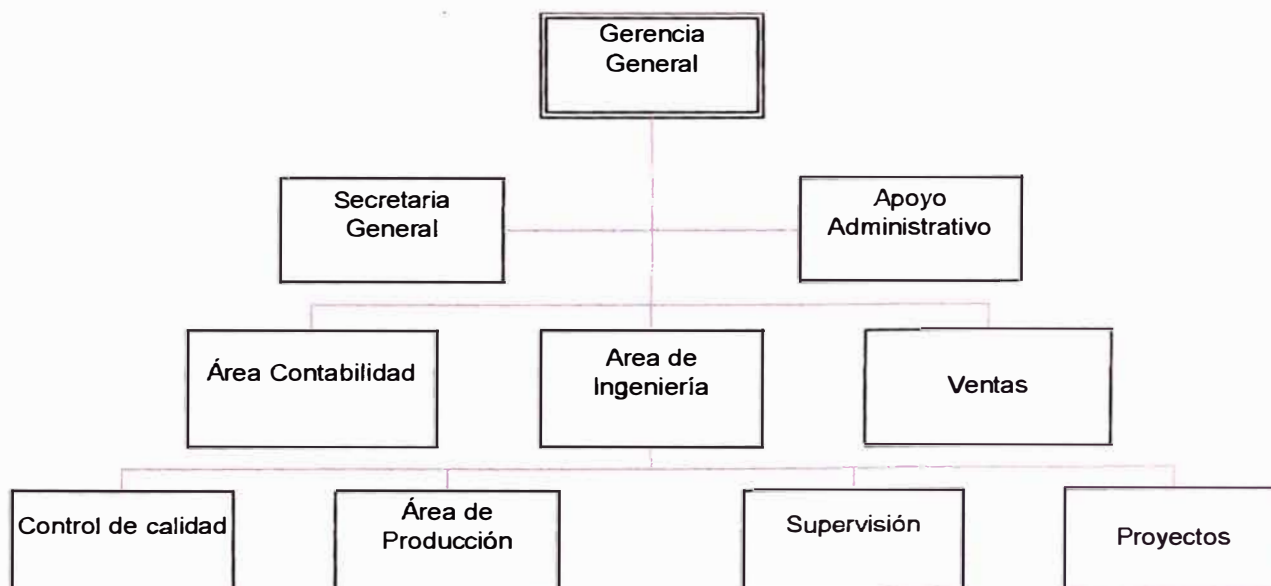 Gerencia
General
Secretaria
General
Apoyo
Administrativo
Área Contabilidad
Area de
Ingeniería
Ventas
Control de calidad
Área de
Producción
Supervisión
Proyectos